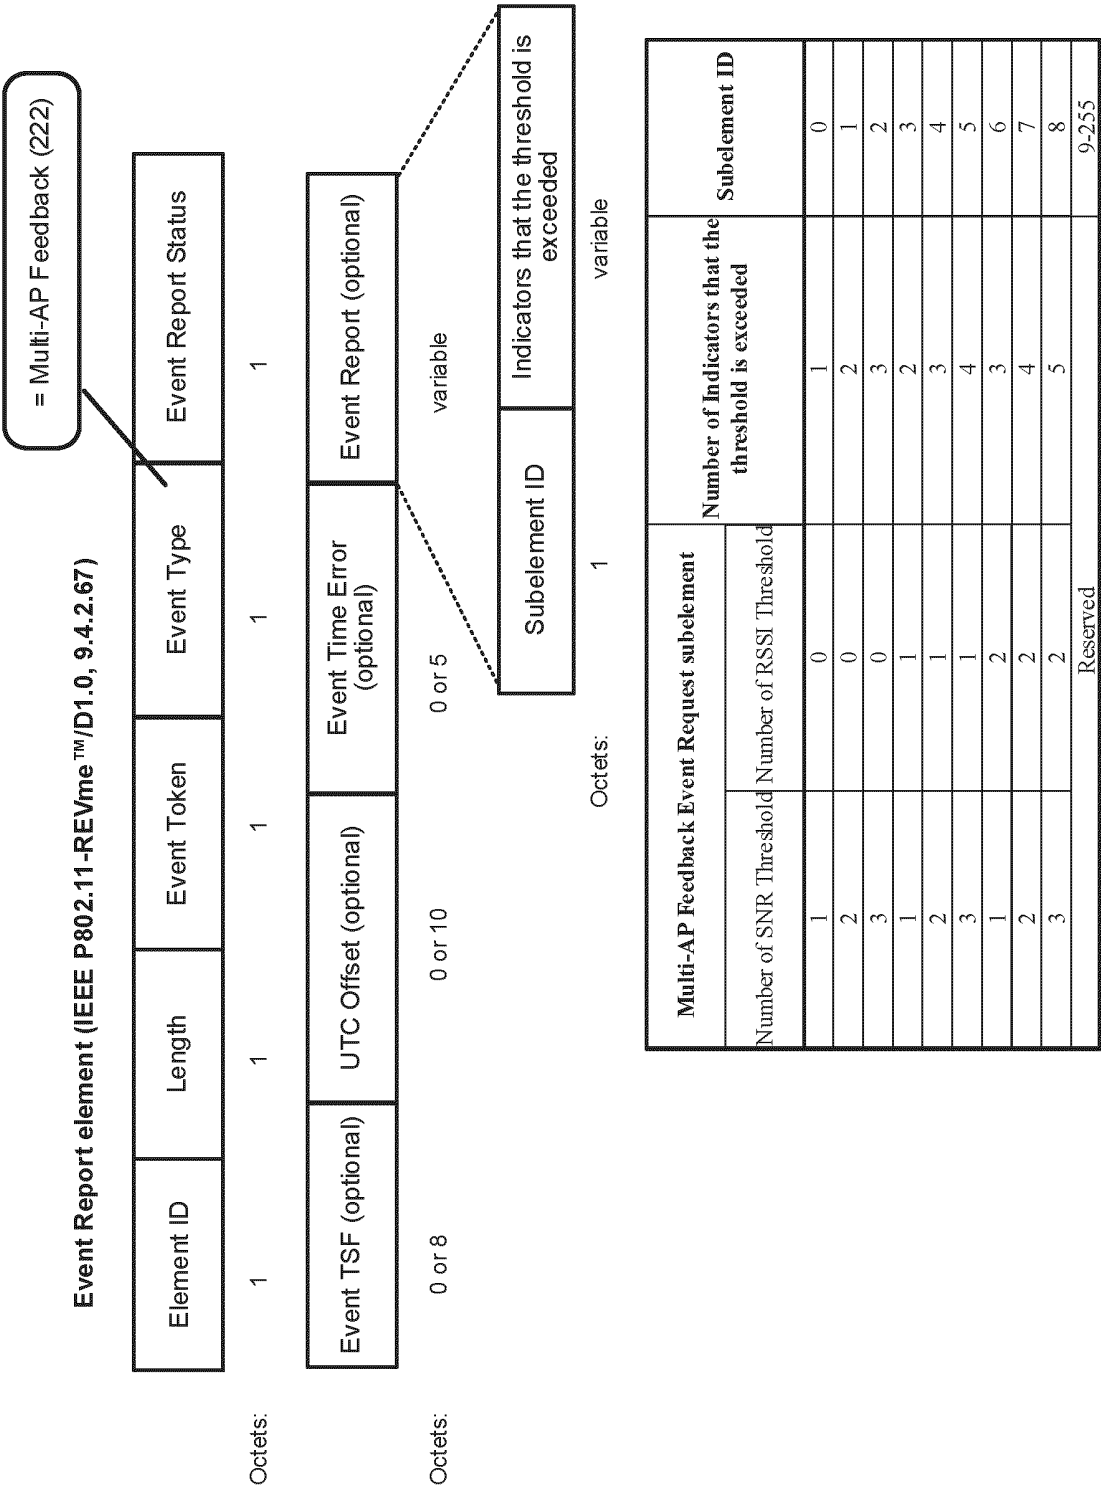 = Multi-AP Feedback (222)
Event Report element (IEEE P802.11-REVme ™/D1.0, 9.4.2.67)
Element ID Length Event Token Event Type Event Report Status
Octets: 1 1 1 1 1
Event TSF (optional) UTC Offset (optional) Event Time Error Event Report (optional)
(optional)
Octets: 0 or 8 0 or 10 0 or 5 variable
Subelement ID Indicators that the threshold is
exceeded
Octets: 1 variable
Multi-AP Feedback Event Request subelement Number of Indicators that the Subelement ID
threshold is exceeded
Number of SNR Threshold Number of RSSI Threshold
1 0 1 0
2 0 2 1
3 0 3 2
1 1 2 3
2 1 3 4
3 1 4 5
1 2 3 6
2 2 4 7
3 2 5 8
Reserved 9-255